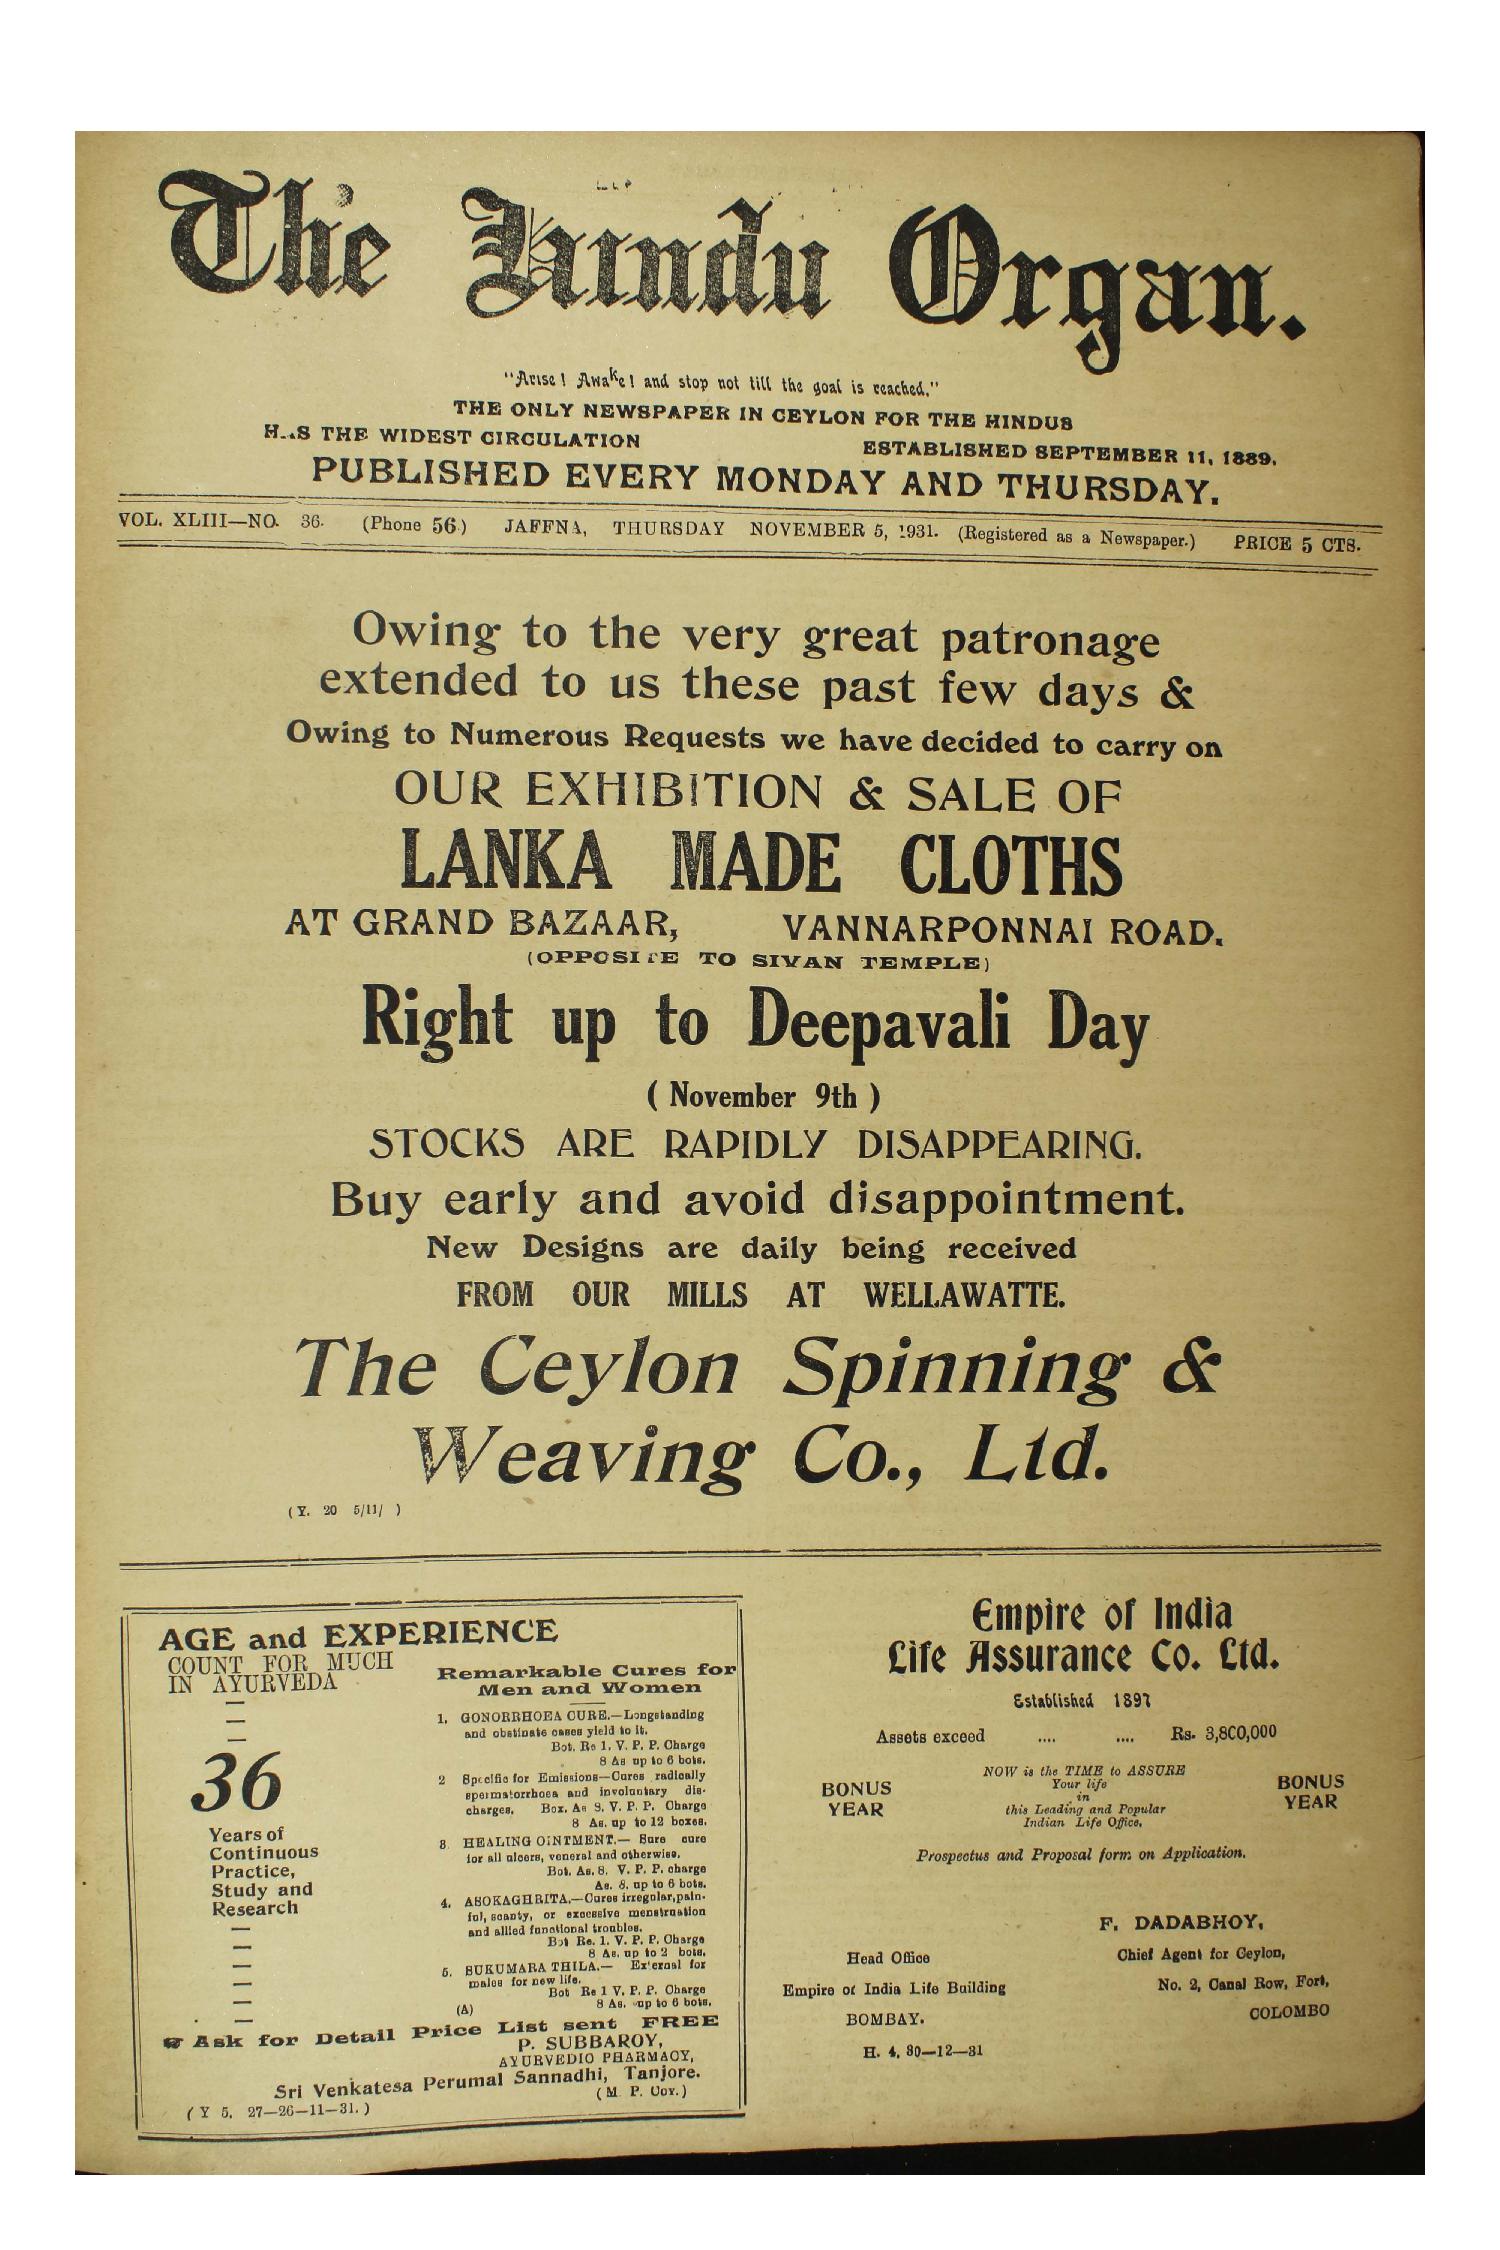 The Hindu Organ.
"Arise! Awake! and stop not till the goal is reached."
THE ONLY NEWSPAPER IN CEYLON FOR THE HINDUS
HAS THE WIDEST CIRCULATION ESTABLISHED SEPTEMBER 11, 1889.
PUBLISHED EVERY MONDAY AND THURSDAY.
VOL. XLIII—NO. 36. (Phone 56.) JAFFNA, THURSDAY NOVEMBER 5, 1931. (Registered as a Newspaper.) PRICE 5 CTS.
Owing to the very great patronage
extended to us these past few days &
Owing to Numerous Requests we have decided to carry on
OUR EXHIBITION & SALE OF
LANKA MADE CLOTHS
AT GRAND BAZAAR, VANNARPONNAI ROAD.
(OPPOSITE TO SIVAN TEMPLE)
Right up to Deepavali Day
( November 9th )
STOCKS ARE RAPIDLY DISAPPEARING.
Buy early and avoid disappointment.
New Designs are daily being received
FROM OUR MILLS AT WELLAWATTE.
The Ceylon Spinning &
Weaving Co., Ltd.
( Y. 20 5/11/ )
AGE and EXPERIENCE
COUNT FOR MUCH
IN AYURVEDA
36
Years of
Continuous
Practice,
Study and
Research
Remarkable Cures for
Men and Women
1. GONORRHOEA CURE.—Longstanding
and obstinate cases yield to it.
Bot. Re 1. V. P. P. Charge
8 As up to 6 bots.
2 Specific for Emissions—Cures radically
spermatorrhoea and involuntary dis-
charges. Box. As 8. V. P. P. Charge
8 As. up to 12 boxes.
3 HEALING OINTMENT.— Sure cure
for all ulcers, veneral and otherwise.
Bot. As. 8. V. P. P. charge
As. 8. up to 6 bots.
4. ASOKAGHRITA.—Cures irregular, pain-
ful, scanty, or excessive menstruation
and allied functional troubles.
Bot Re. 1. V. P. P. Charge
8 As. up to 2 bots.
5. SUKUMARA THILA.— External for
males for new life.
Bot Re 1 V. P. P. Charge
8 As. up to 6 bots.
(A)
☞ Ask for Detail Price List sent FREE
P. SUBBAROY,
AYURVEDIC PHARMACY,
Sri Venkatesa Perumal Sannadhi, Tanjore.
( M. P. Coy. )
( Y 5. 27—26—11—31. )
Empire of India
Life Assurance Co. Ltd.
Established 1897
Assets exceed .... .... Rs. 3,800,000
BONUS
YEAR
NOW is the TIME to ASSURE
Your life
in
this Leading and Popular
Indian Life Office.
BONUS
YEAR
Prospectus and Proposal form on Application.
F. DADABHOY,
Chief Agent for Ceylon,
No. 2, Canal Row, Fort,
COLOMBO
Head Office
Empire of India Life Building
BOMBAY.
H. 4. 30—12—31